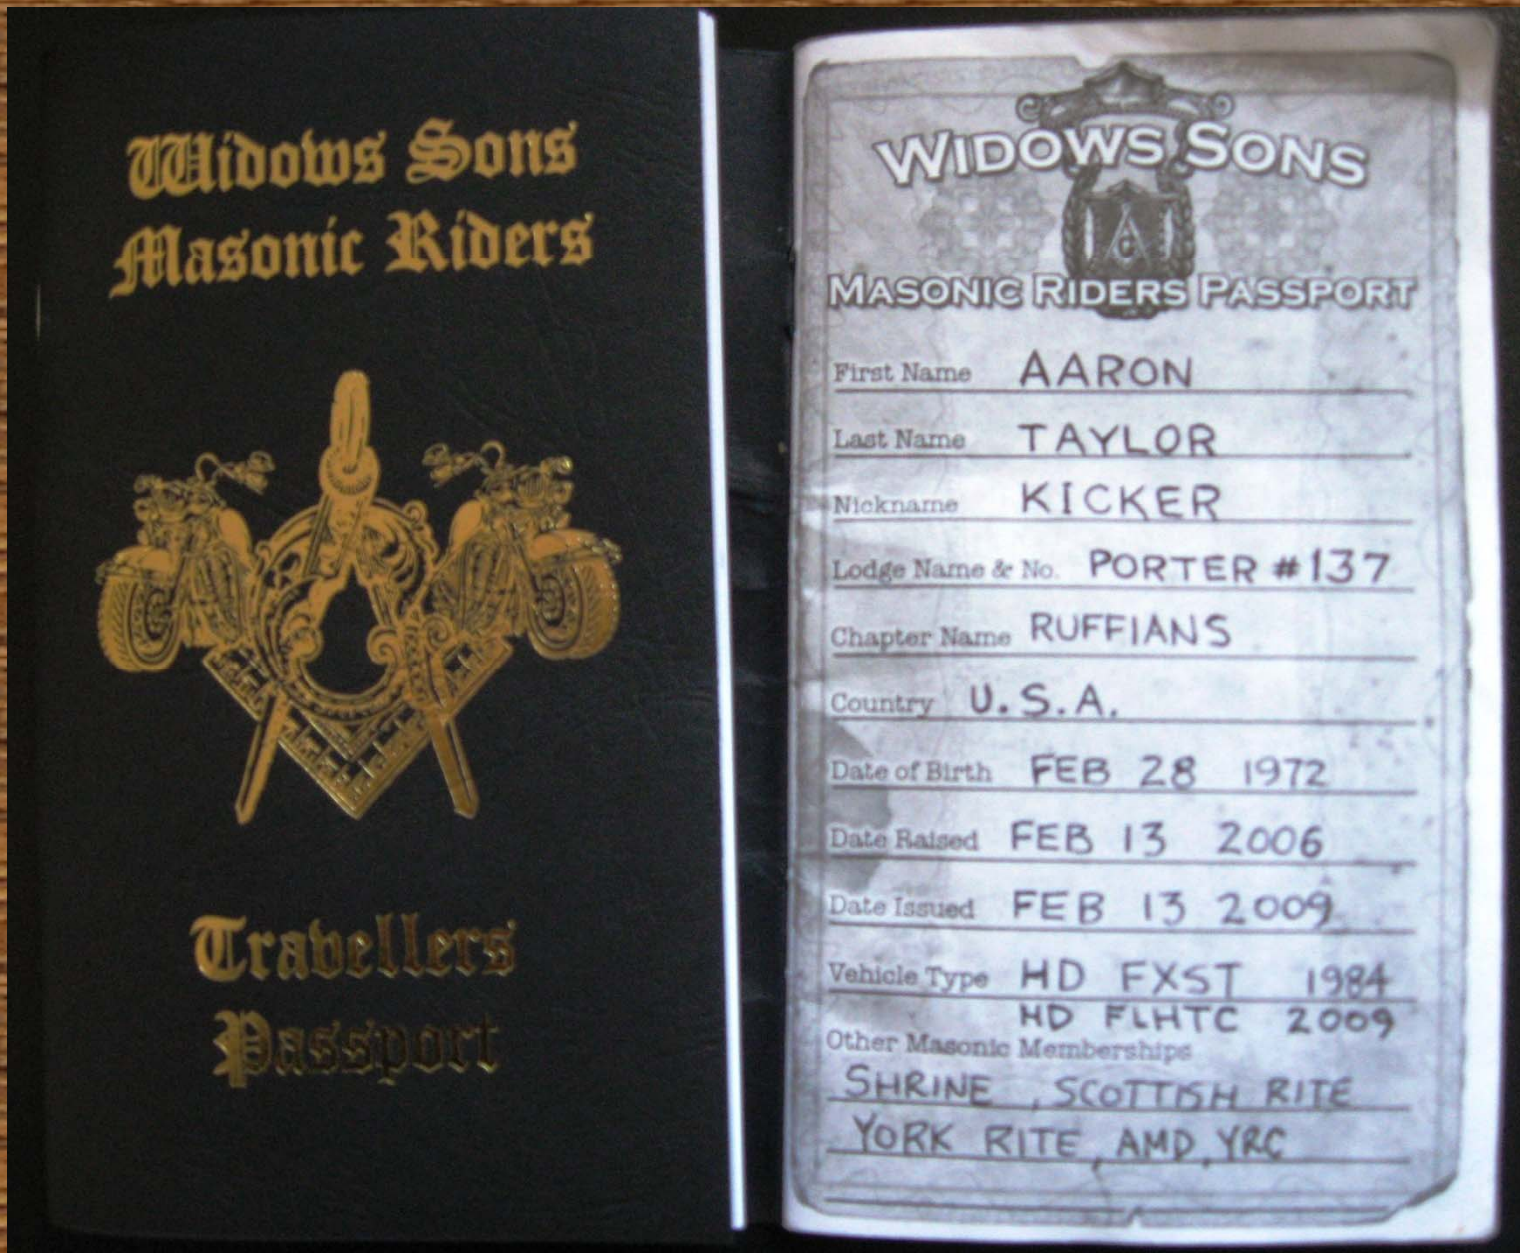 Widows Sons
Masonic Riders
Travellers
Passport
WIDOWS SONS
G
MASONIC RIDERS PASSPORT
First Name AARON
Last Name TAYLOR
Nickname KICKER
Lodge Name & No. PORTER #137
Chapter Name RUFFIANS
Country U.S.A.
Date of Birth FEB 28 1972
Date Raised FEB 13 2006
Date Issued FEB 13 2009
Vehicle Type HD FXST 1984
HD FLHTC 2009
Other Masonic Memberships
SHRINE, SCOTTISH RITE
YORK RITE, AMD, YRC